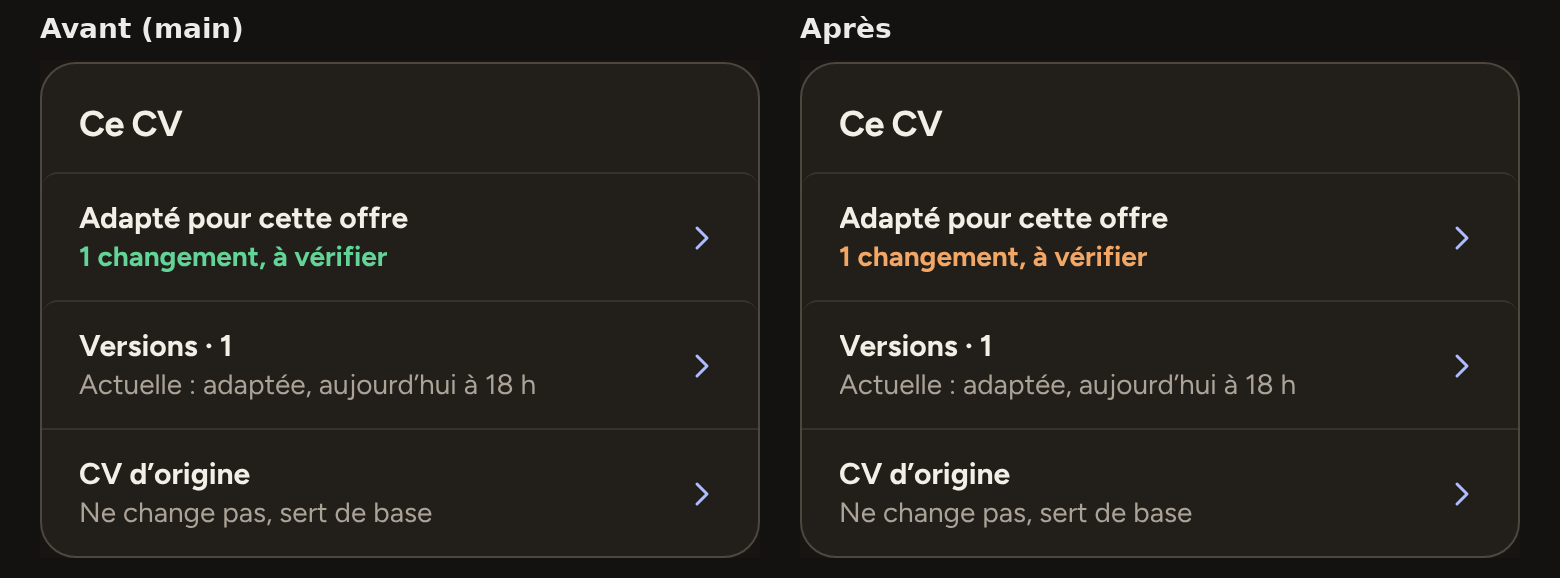 Avant (main)
Ce CV
Adapté pour cette offre
1 changement, à vérifier
Versions · 1
Actuelle : adaptée, aujourd’hui à 18 h
CV d’origine
Ne change pas, sert de base
Après
Ce CV
Adapté pour cette offre
1 changement, à vérifier
Versions · 1
Actuelle : adaptée, aujourd’hui à 18 h
CV d’origine
Ne change pas, sert de base